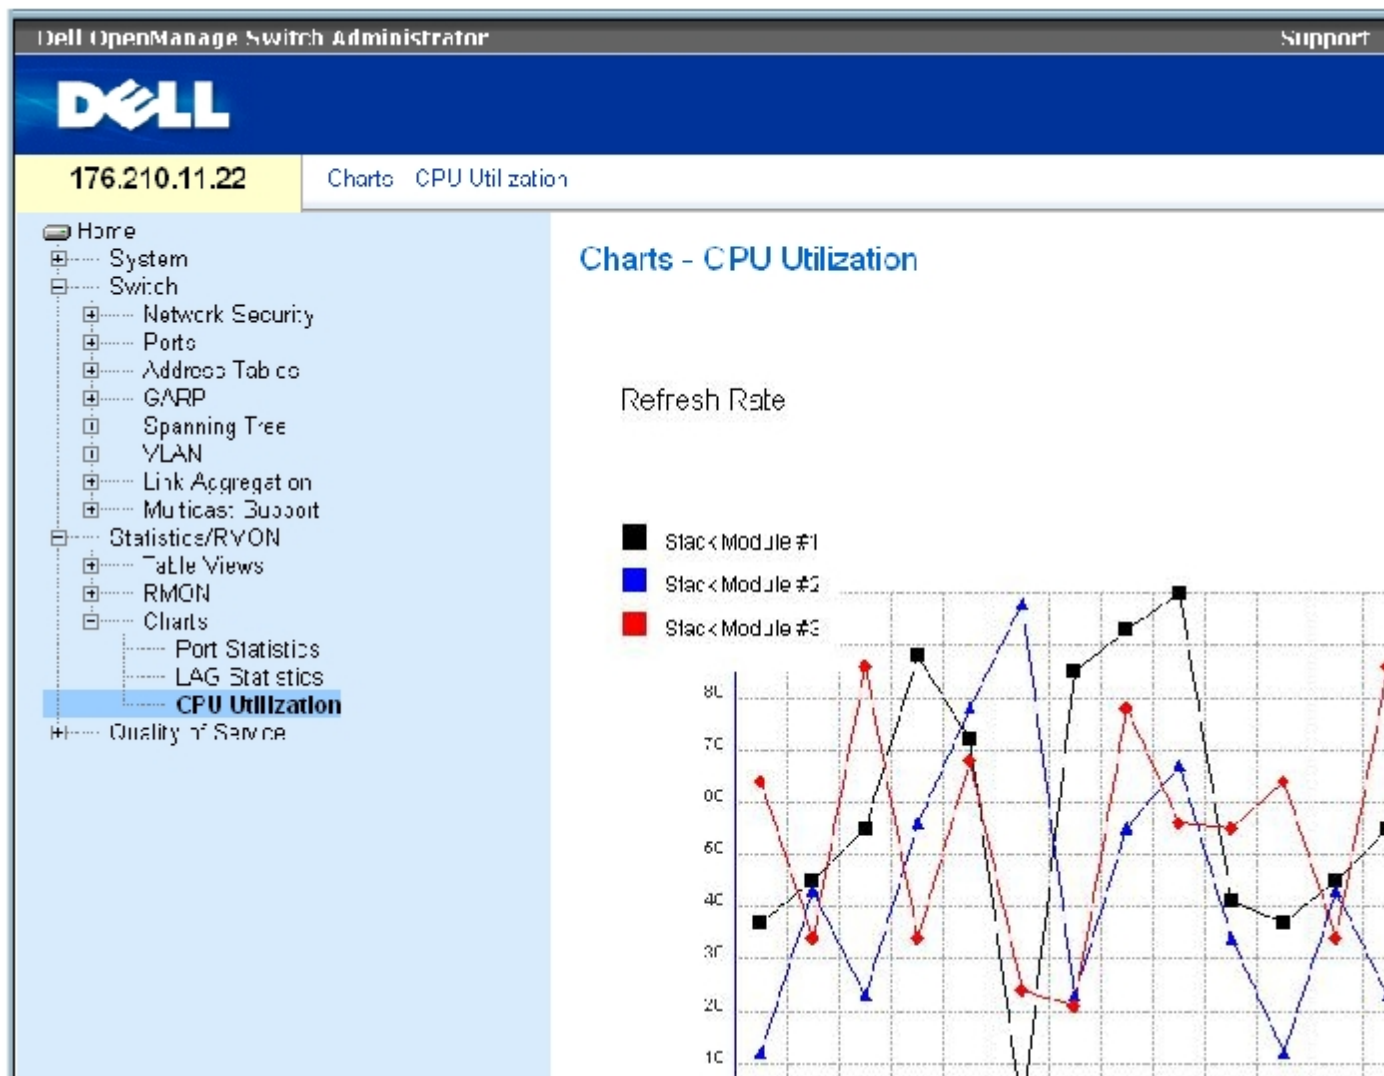 Dell OpenManage Switch Administrator
Support
DELL
176.210.11.22
Charts CPU Utilization
Home
System
Switch
Network Security
Ports
Address Tables
GARP
Spanning Tree
VLAN
Link Aggregation
Multicast Support
Statistics/RMON
Table Views
RMON
Charts
Port Statistics
LAG Statistics
CPU Utilization
Quality of Service
Charts - CPU Utilization
Refresh Rate
Stack Module #1
Stack Module #2
Stack Module #3
80
70
60
50
40
30
20
10